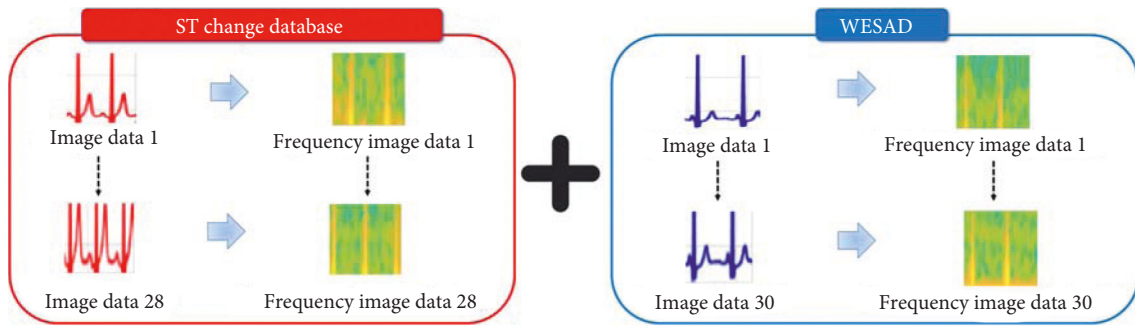 ST change database
Image data 1
Frequency image data 1
Image data 28
Frequency image data 28
WESAD
Image data 1
Frequency image data 1
Image data 30
Frequency image data 30